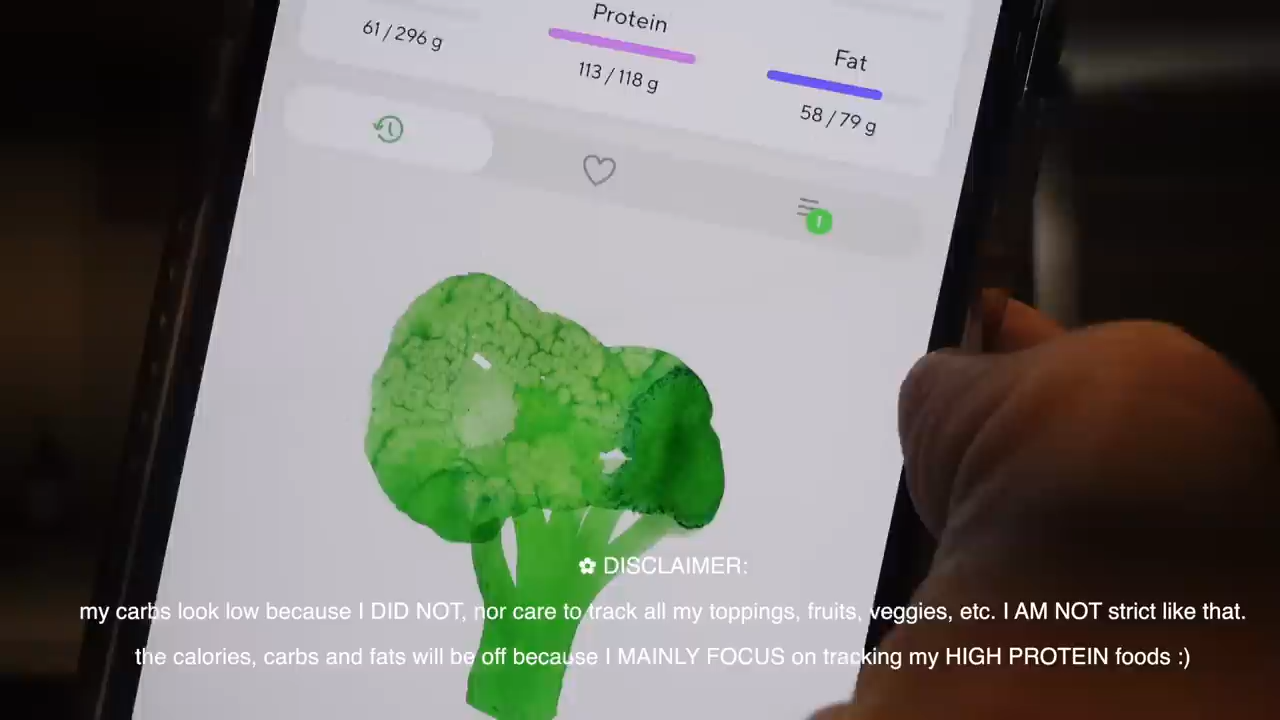 Protein
61 / 296 g
113 / 118 g
Fat
58 / 79 g
1
✿ DISCLAIMER:
my carbs look low because I DID NOT, nor care to track all my toppings, fruits, veggies, etc. I AM NOT strict like that.
the calories, carbs and fats will be off because I MAINLY FOCUS on tracking my HIGH PROTEIN foods :)